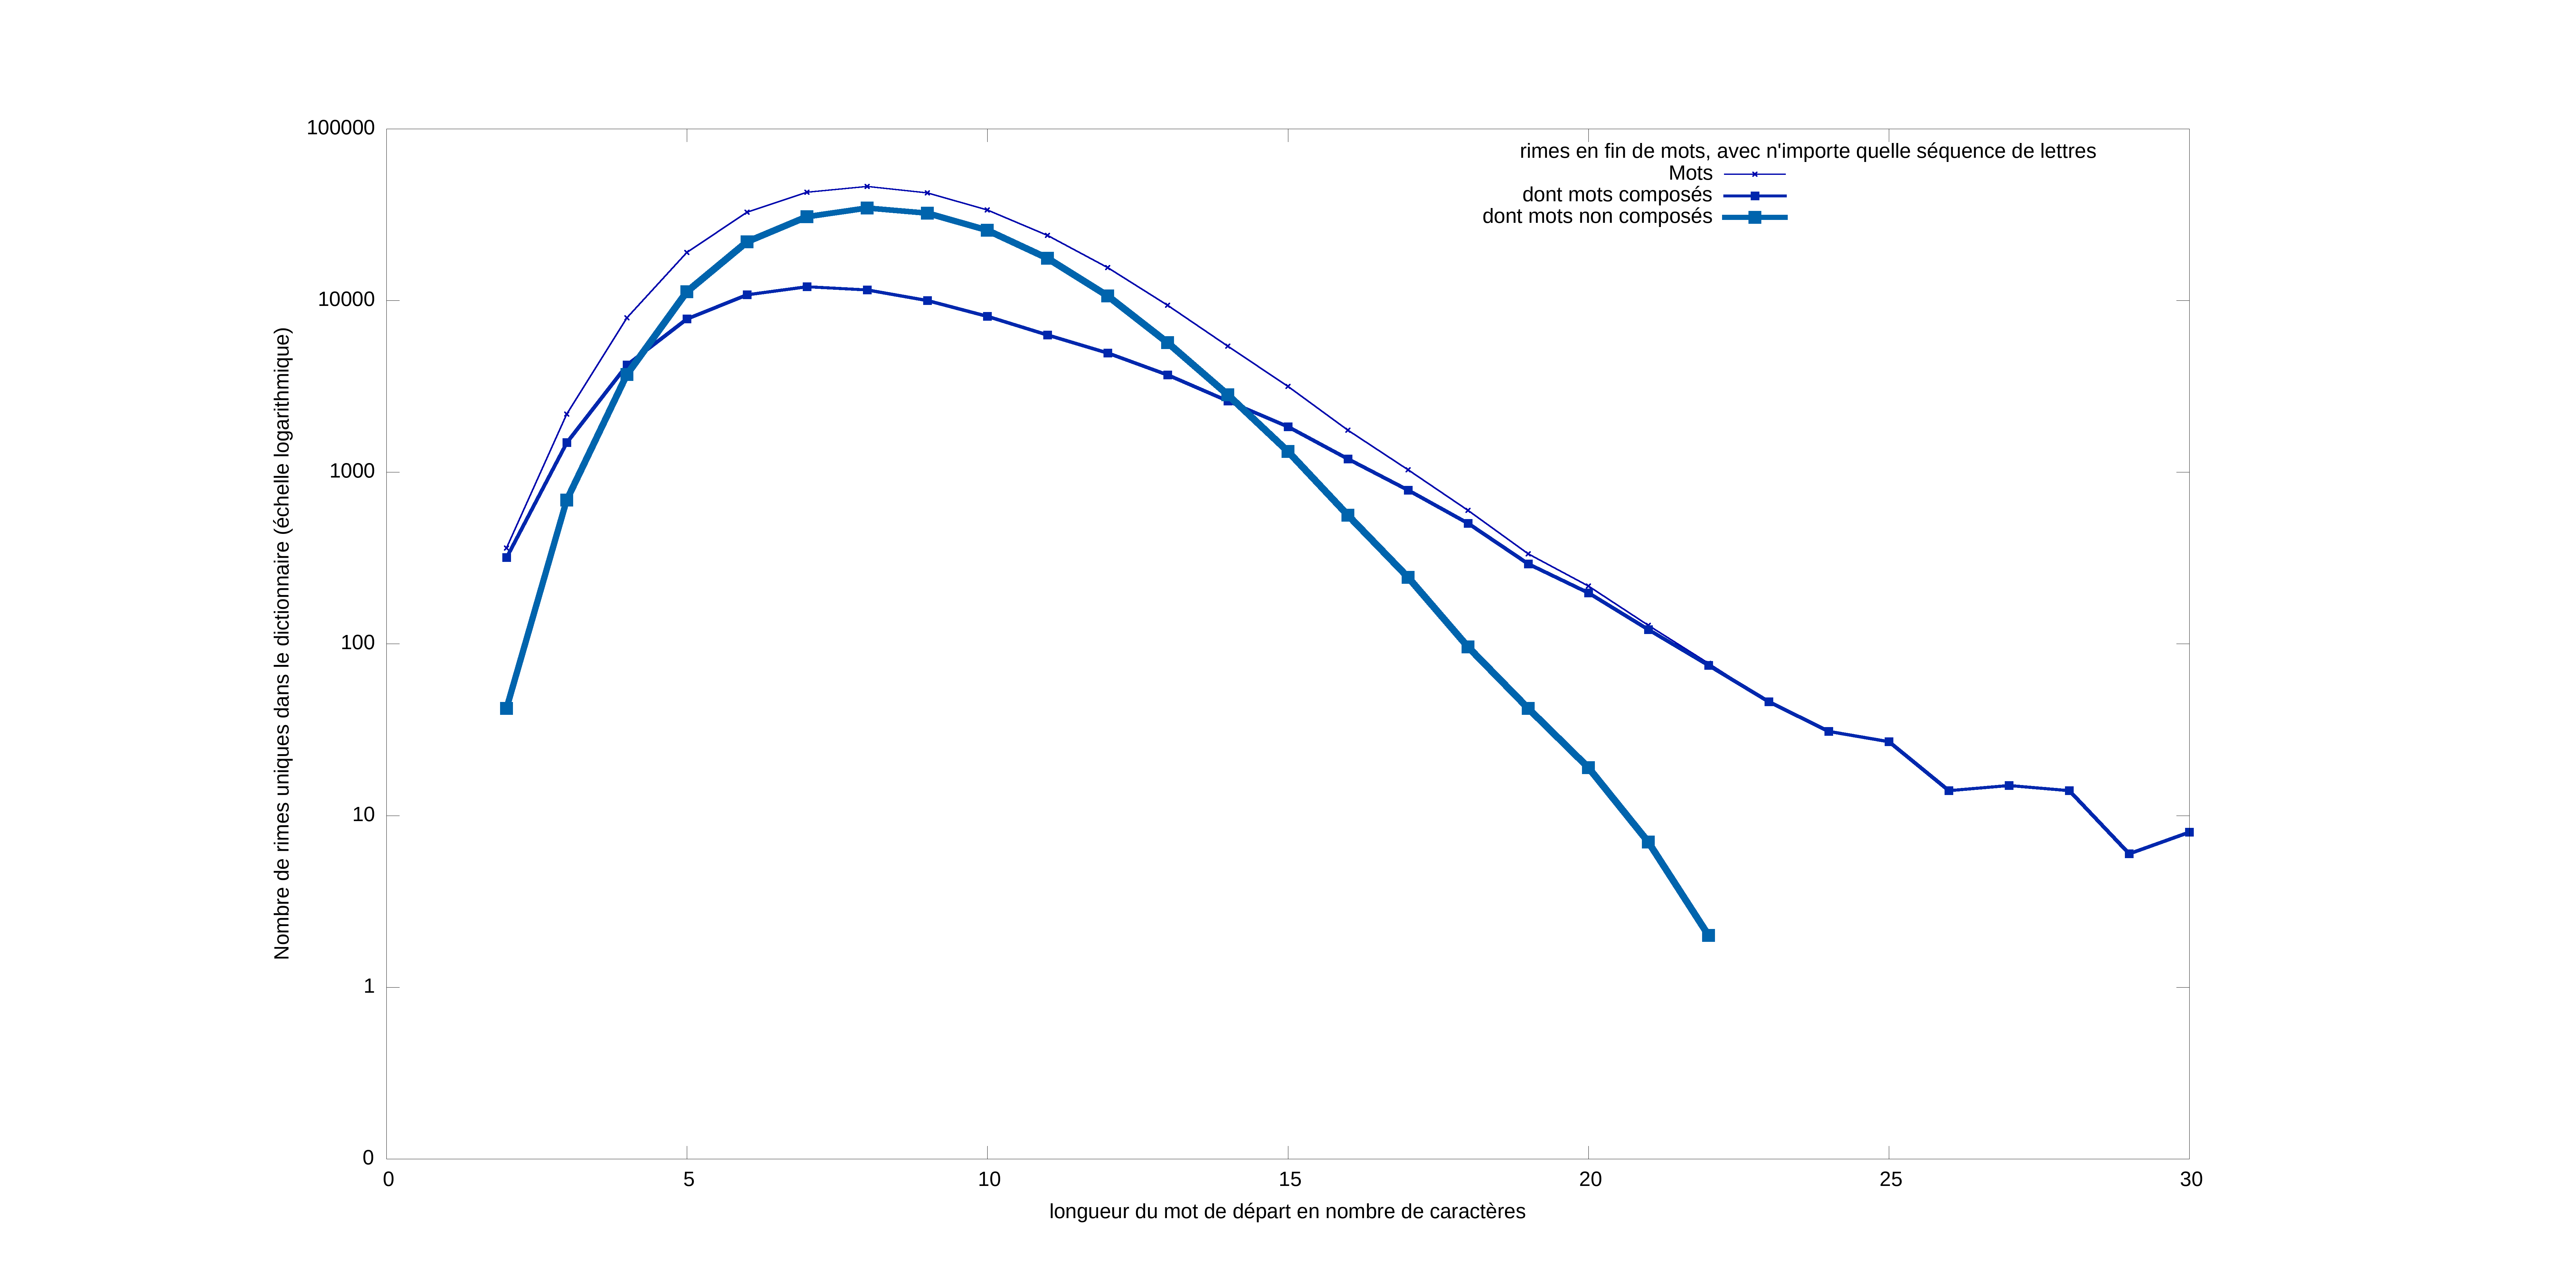 100000
10000
1000
100
10
1
0
0
5
10
15
20
25
30
Nombre de rimes uniques dans le dictionnaire (échelle logarithmique)
longueur du mot de départ en nombre de caractères
rimes en fin de mots, avec n'importe quelle séquence de lettres
Mots
dont mots composés
dont mots non composés